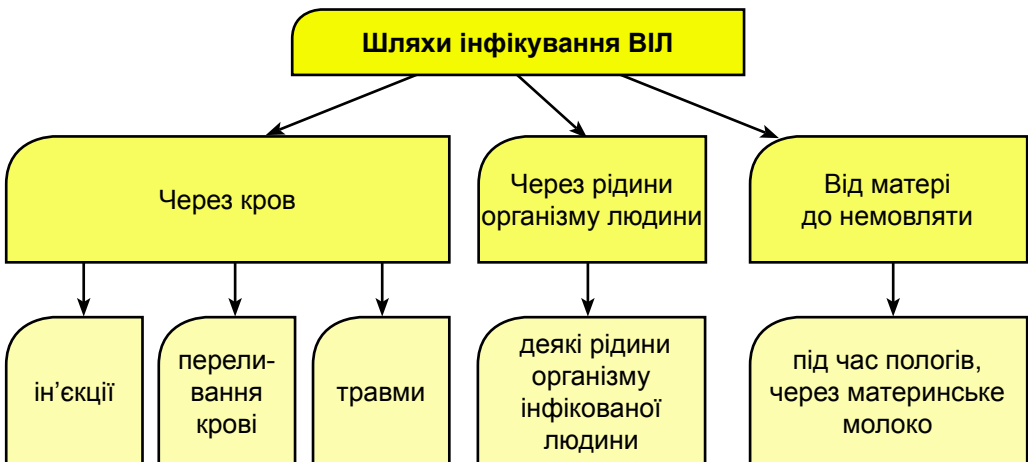 Шляхи інфікування ВІЛ
Через кров
Через рідини
організму людини
Від матері
до немовляти
ін’єкції
перели-
вання
крові
травми
деякі рідини
організму
інфікованої
людини
під час пологів,
через материнське
молоко